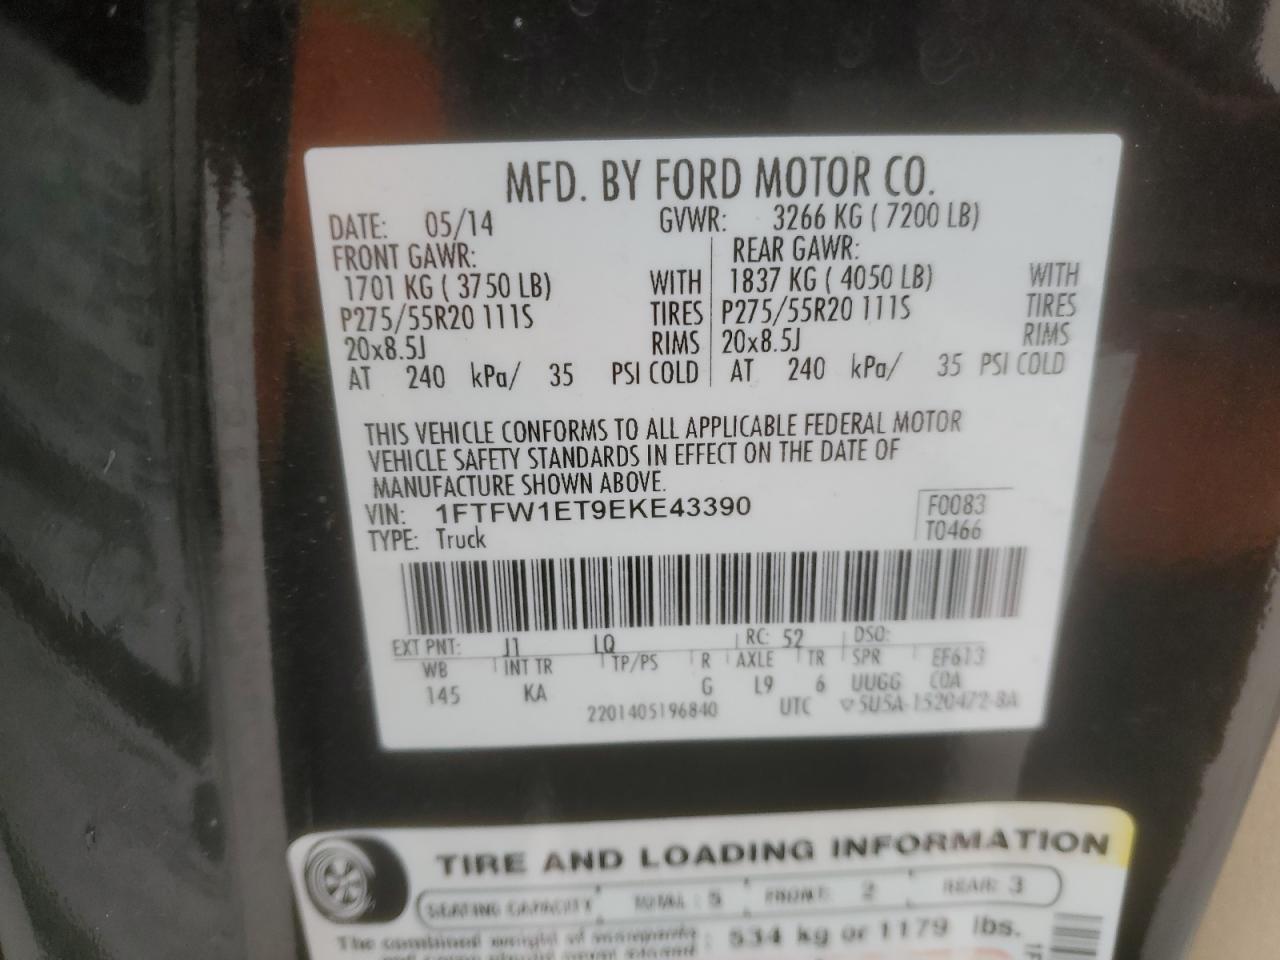 MFD. BY FORD MOTOR CO.
DATE: 05/14 GVWR: 3266 KG ( 7200 LB)
FRONT GAWR: REAR GAWR:
1701 KG ( 3750 LB) WITH 1837 KG ( 4050 LB) WITH
P275/55R20 111S TIRES P275/55R20 111S TIRES
20x8.5J RIMS 20x8.5J RIMS
AT 240 kPa/ 35 PSI COLD AT 240 kPa/ 35 PSI COLD
THIS VEHICLE CONFORMS TO ALL APPLICABLE FEDERAL MOTOR
VEHICLE SAFETY STANDARDS IN EFFECT ON THE DATE OF
MANUFACTURE SHOWN ABOVE.
VIN: 1FTFW1ET9EKE43390 F0083
TYPE: Truck T0466
EXT PNT: J1 LQ RC: 52 DSO:
WB INT TR TP/PS R AXLE TR SPR EF613
145 KA G L9 6 UUGG COA
2201405196840 UTC ▽5U5A-1520472-BA
TIRE AND LOADING INFORMATION
SEATING CAPACITY TOTAL : 5 FRONT: 2 REAR: 3
The combined weight of : 534 kg or 1179 lbs.